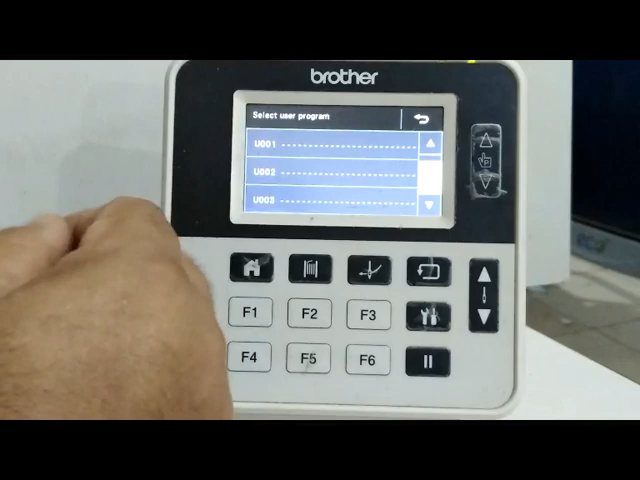 brother
Select user program
U001 --------------------
U002 --------------------
U003 --------------------
P
F1 F2 F3
F4 F5 F6